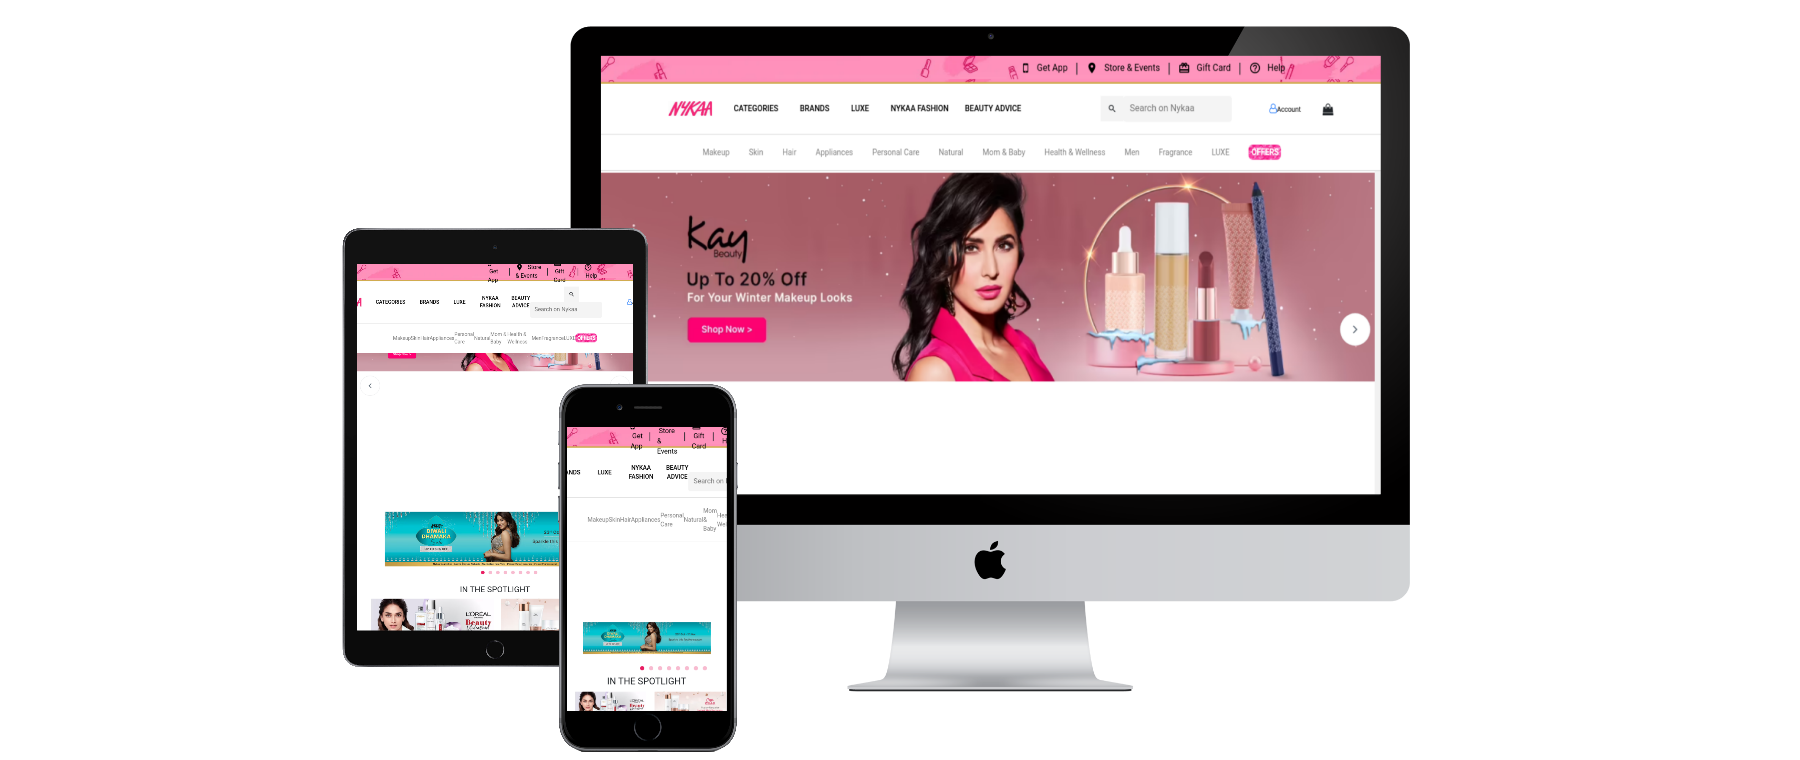 Get App | Store & Events | Gift Card | Help
NYKAA CATEGORIES BRANDS LUXE NYKAA FASHION BEAUTY ADVICE Search on Nykaa Account
Makeup Skin Hair Appliances Personal Care Natural Mom & Baby Health & Wellness Men Fragrance LUXE OFFERS
Kay
Beauty
Up To 20% Off
For Your Winter Makeup Looks
Shop Now >
Get
App
Store
& Events
Gift
Card
Help
CATEGORIES BRANDS LUXE
NYKAA
FASHION
BEAUTY
ADVICE
Search on Nykaa
Makeup Skin Hair Appliances
Personal
Care
Natural
Mom &
Baby
Health &
Wellness
Men Fragrance LUXE OFFERS
DIWALI
DHAMAKA
IN THE SPOTLIGHT
L'OREAL
Beauty
Get
App
Store
&
Events
Gift
Card
H
ANDS LUXE
NYKAA
FASHION
BEAUTY
ADVICE
Search on
Makeup Skin Hair Appliances
Personal
Care
Natural
Mom
&
Baby
Hea
Wel
IN THE SPOTLIGHT
Beauty